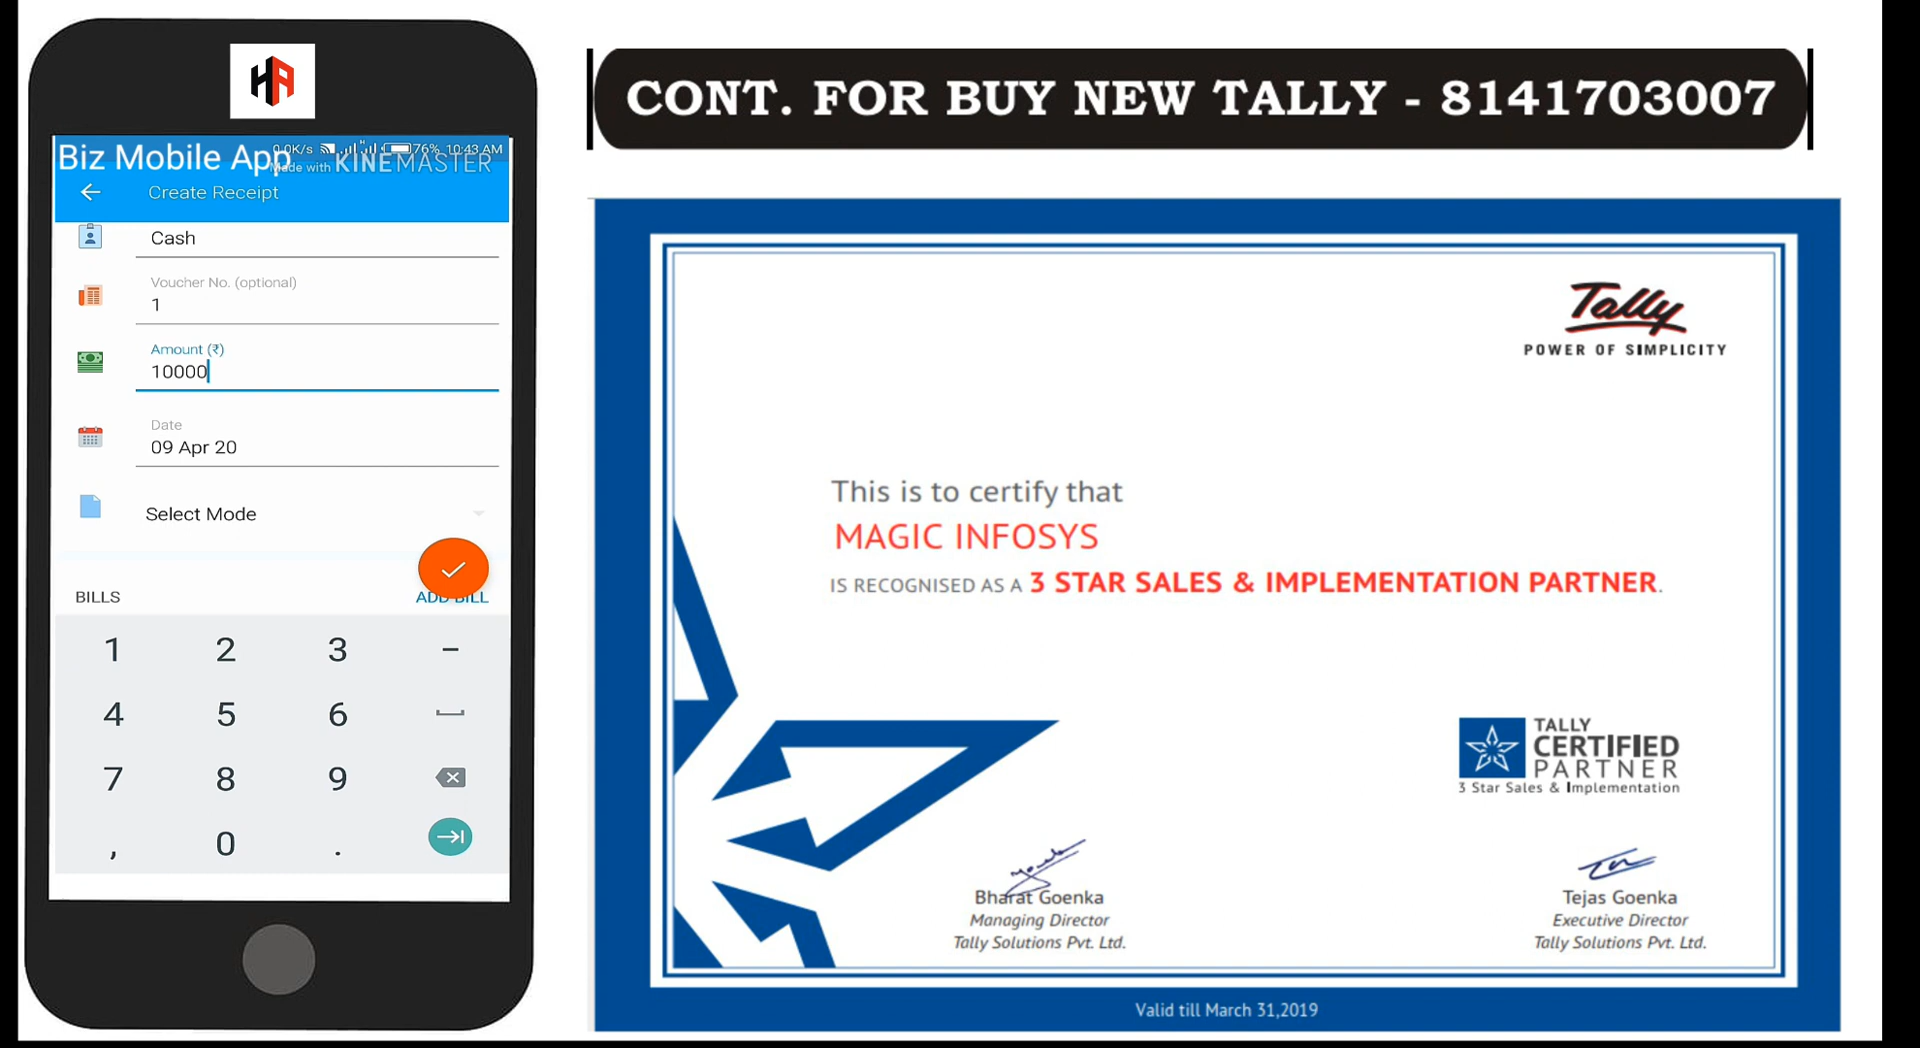 HA
Biz Mobile App
0.0K/s 76% 10:43 AM
Made with KINEMASTER
Create Receipt
Cash
Voucher No. (optional)
1
Amount (₹)
10000
Date
09 Apr 20
Select Mode
BILLS ADD BILL
1 2 3 -
4 5 6
7 8 9
, 0 .
CONT. FOR BUY NEW TALLY - 8141703007
Tally
POWER OF SIMPLICITY
This is to certify that
MAGIC INFOSYS
IS RECOGNISED AS A 3 STAR SALES & IMPLEMENTATION PARTNER.
TALLY
CERTIFIED
PARTNER
3 Star Sales & Implementation
Bharat Goenka
Managing Director
Tally Solutions Pvt. Ltd.
Tejas Goenka
Executive Director
Tally Solutions Pvt. Ltd.
Valid till March 31,2019